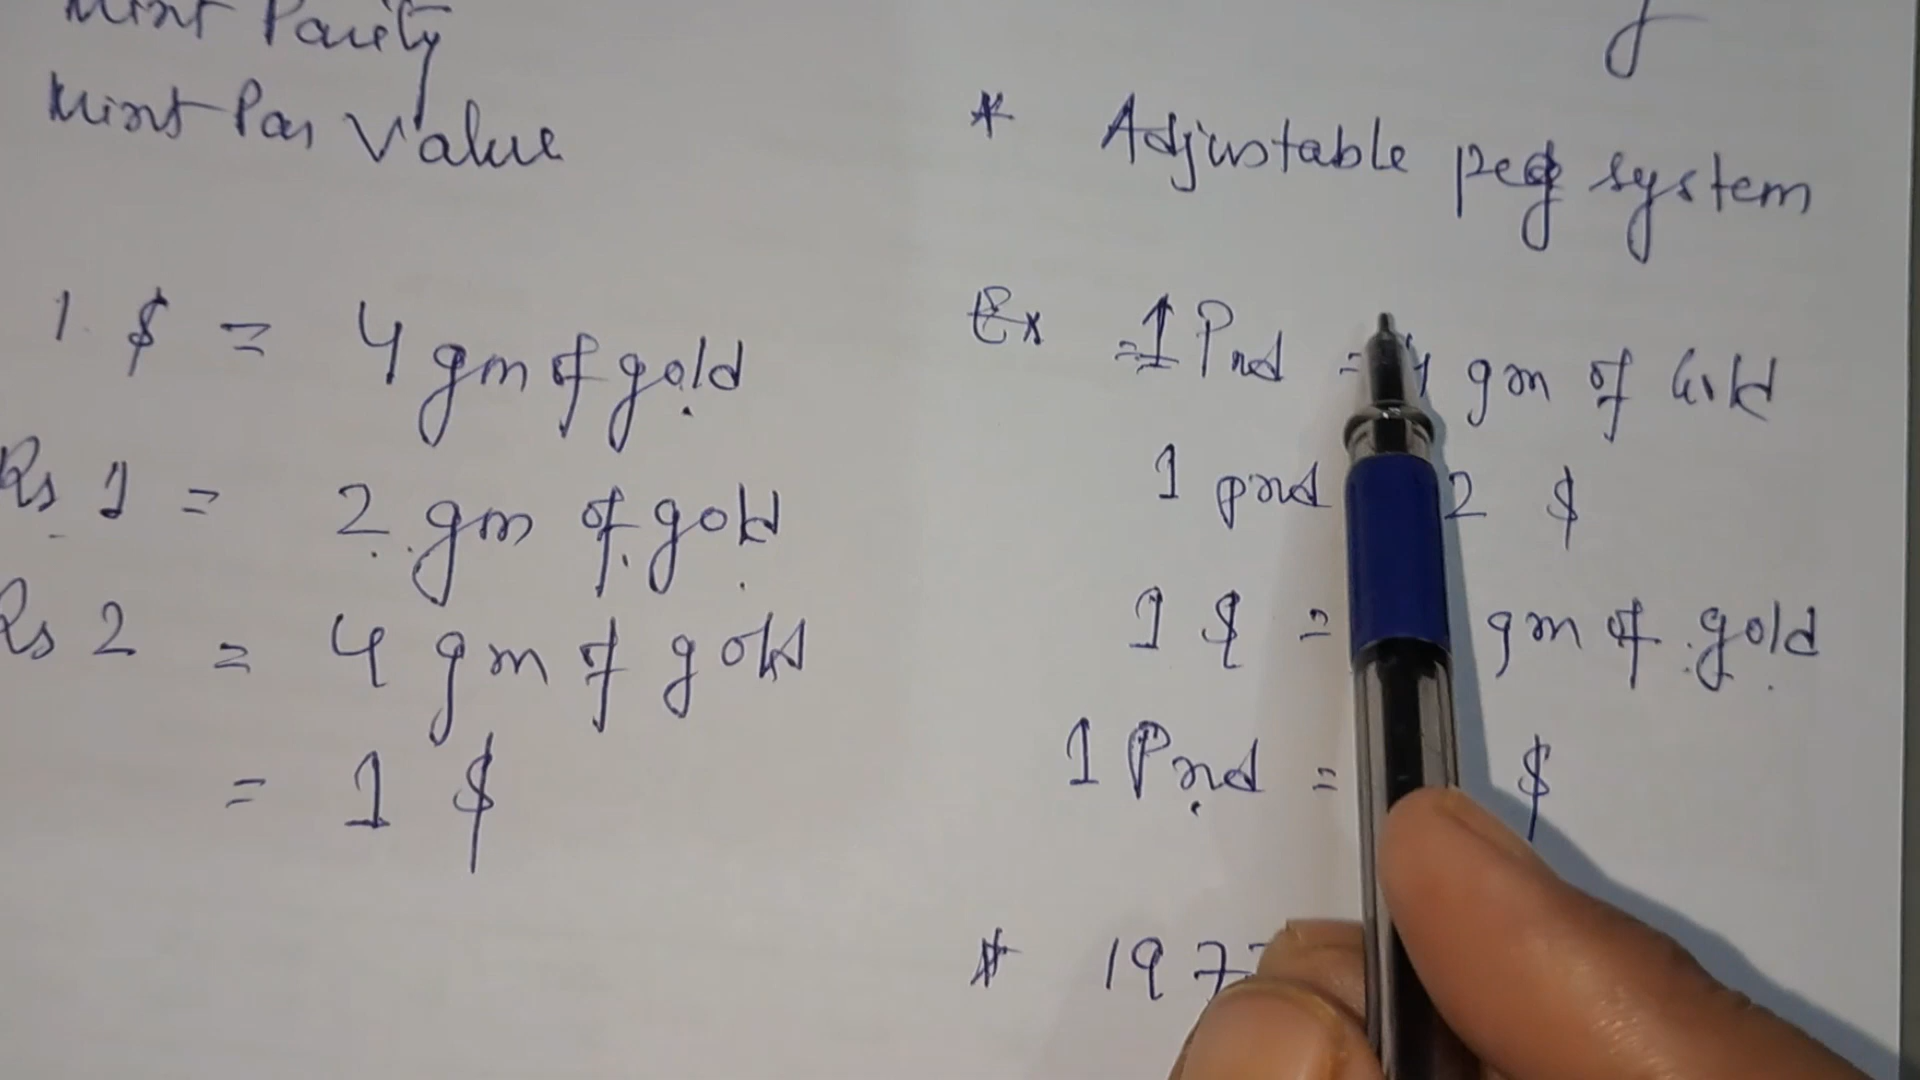 Mint Parity
Mint Par Value
1 $ = 4 gm of gold
Rs 1 = 2 gm of gold
Rs 2 = 4 gm of gold
= 1 $
* Adjustable peg system
Ex = 1 Pnd = 4 gm of Gold
1 pnd 2 $
1 $ = gm of gold
1 Pnd = $
* 197